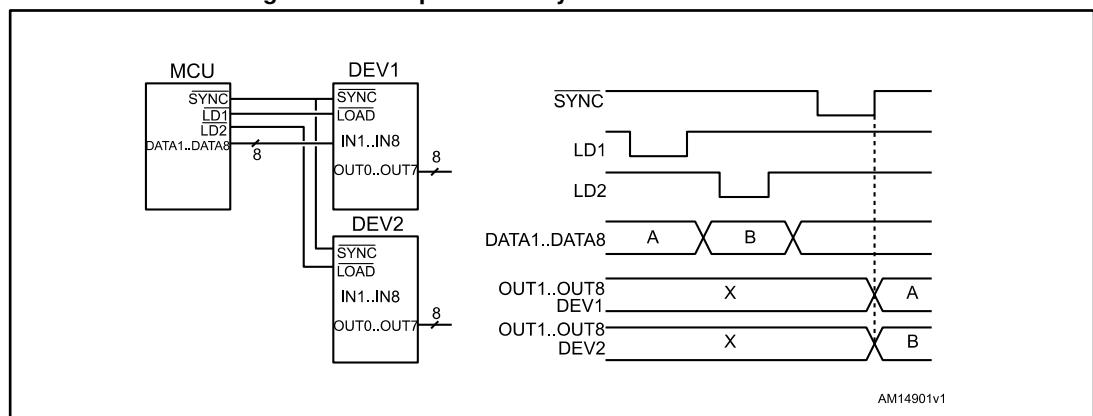 MCU
SYNC
LD1
LD2
DATA1..DATA8
8
DEV1
SYNC
LOAD
IN1..IN8
OUT0..OUT7
8
DEV2
SYNC
LOAD
IN1..IN8
OUT0..OUT7
8
SYNC
LD1
LD2
DATA1..DATA8
A
B
OUT1..OUT8
DEV1
X
A
OUT1..OUT8
DEV2
X
B
AM14901v1